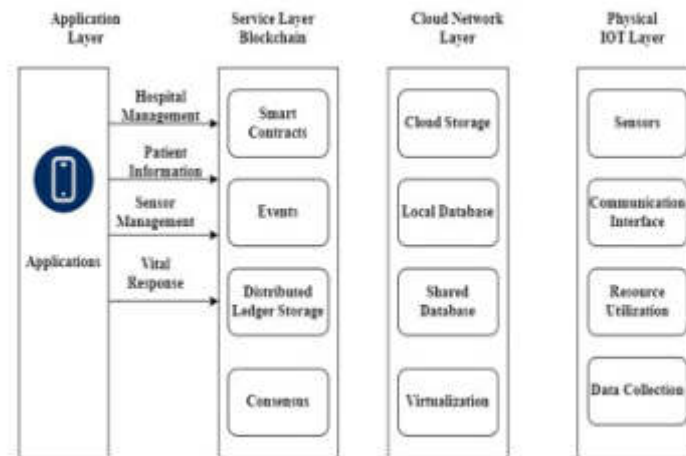 Application
Layer
Service Layer
Blockchain
Cloud Network
Layer
Physical
IOT Layer
Hospital
Management
Patient
Information
Sensor
Management
Vital
Response
Applications
Smart
Contracts
Events
Distributed
Ledger Storage
Consensus
Cloud Storage
Local Database
Shared
Database
Virtualization
Sensors
Communication
Interface
Resource
Utilization
Data Collection